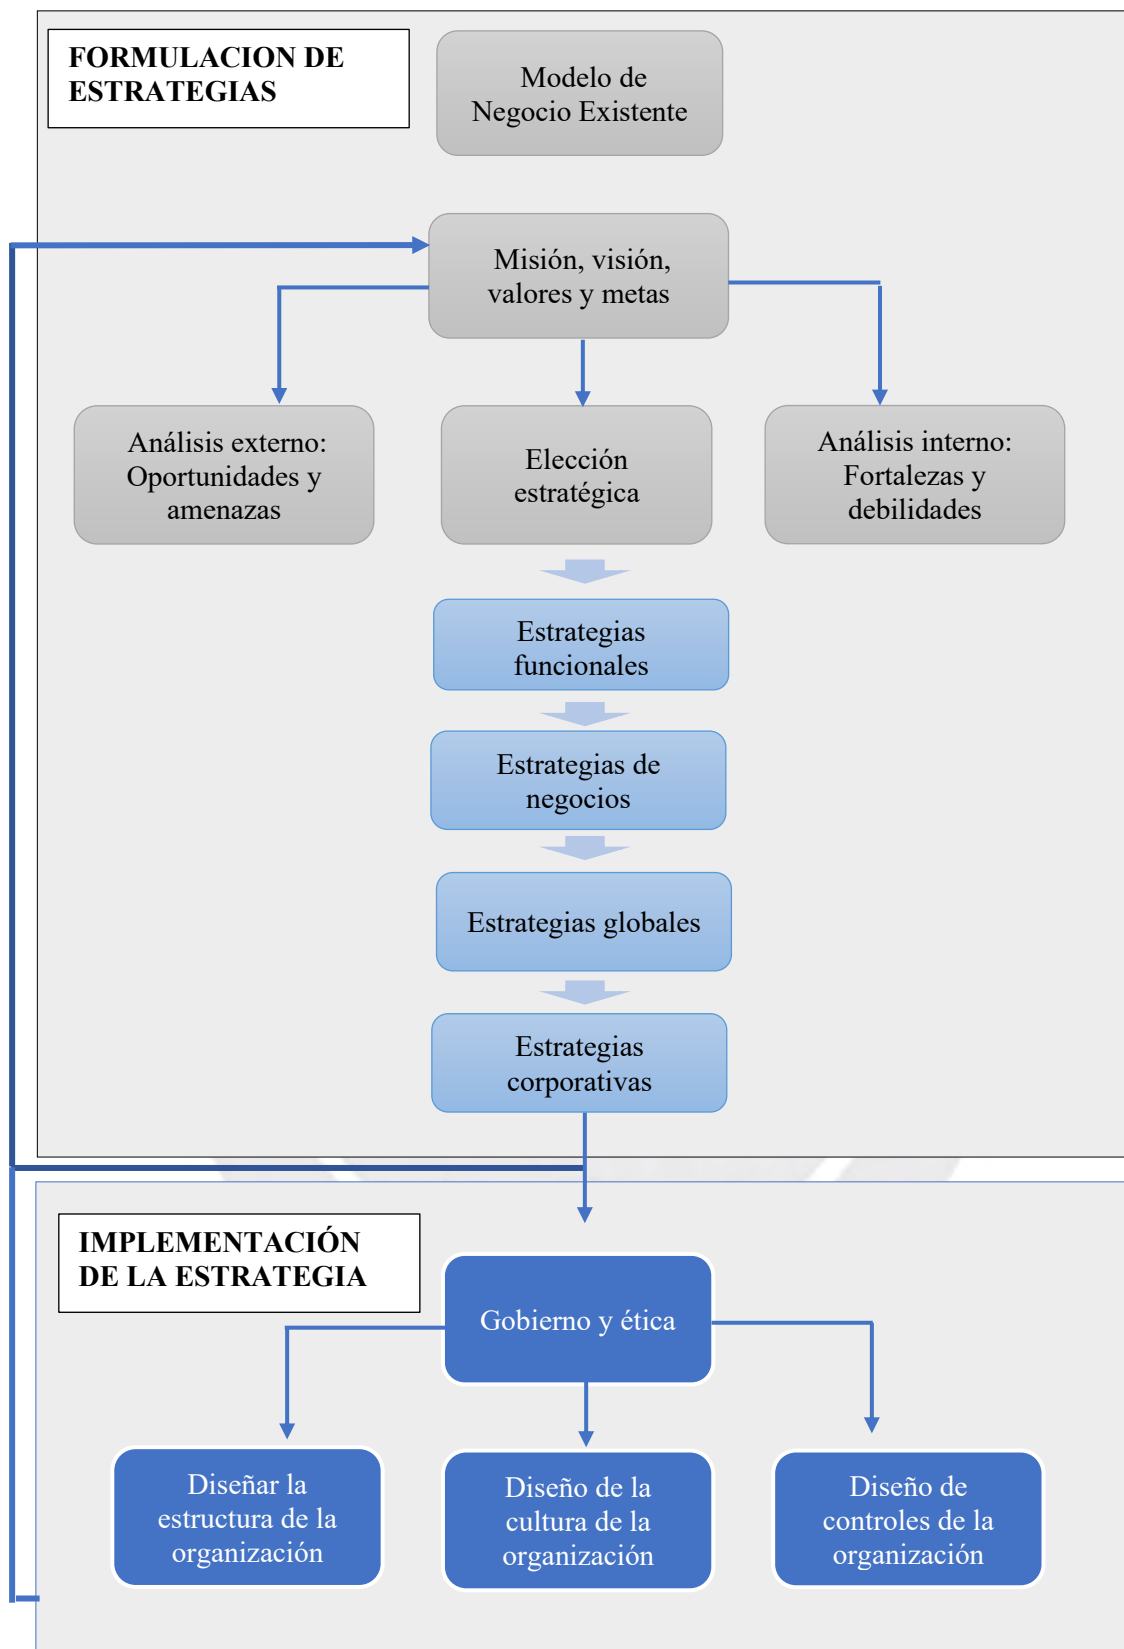 FORMULACION DE
ESTRATEGIAS
Modelo de
Negocio Existente
Misión, visión,
valores y metas
Análisis externo:
Oportunidades y
amenazas
Elección
estratégica
Análisis interno:
Fortalezas y
debilidades
Estrategias
funcionales
Estrategias de
negocios
Estrategias globales
Estrategias
corporativas
IMPLEMENTACIÓN
DE LA ESTRATEGIA
Gobierno y ética
Diseñar la
estructura de la
organización
Diseño de la
cultura de la
organización
Diseño de
controles de la
organización